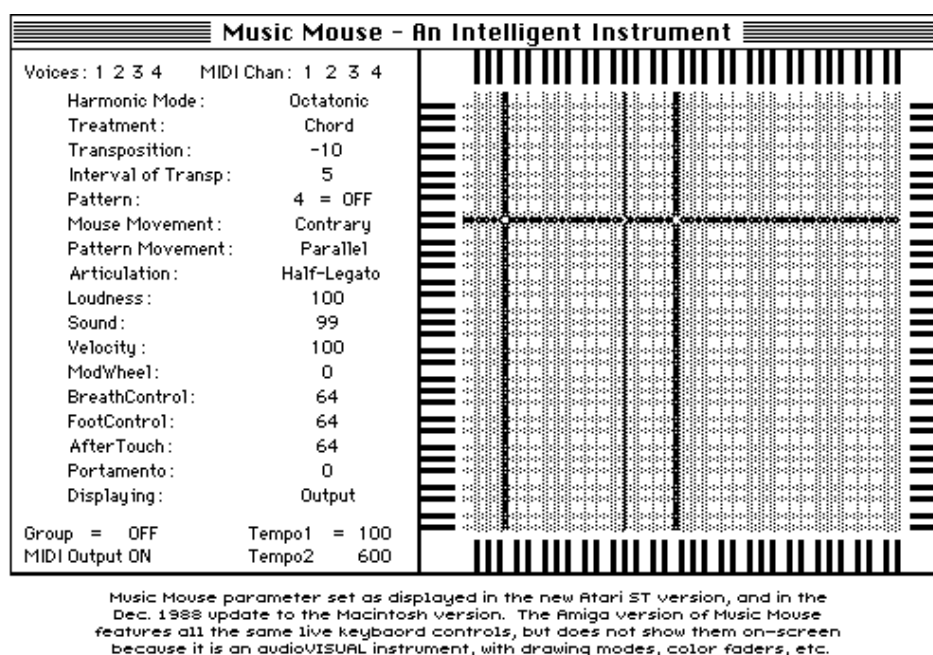 Music Mouse - An Intelligent Instrument
Voices: 1 2 3 4 MIDI Chan: 1 2 3 4
Harmonic Mode: Octatonic
Treatment: Chord
Transposition: -10
Interval of Transp: 5
Pattern: 4 = OFF
Mouse Movement: Contrary
Pattern Movement: Parallel
Articulation: Half-Legato
Loudness: 100
Sound: 99
Velocity: 100
ModWheel: 0
BreathControl: 64
FootControl: 64
AfterTouch: 64
Portamento: 0
Displaying: Output
Group = OFF Tempo1 = 100
MIDI Output ON Tempo2 600
Music Mouse parameter set as displayed in the new Atari ST version, and in the
Dec. 1988 update to the Macintosh version. The Amiga version of Music Mouse
features all the same live keybaord controls, but does not show them on-screen
because it is an audioVISUAL instrument, with drawing modes, color faders, etc.